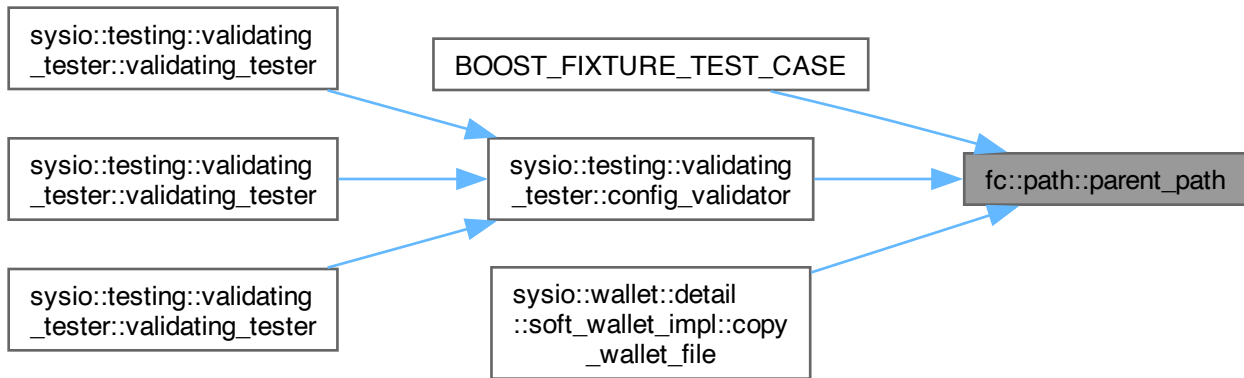 sysio::testing::validating
_tester::validating_tester
sysio::testing::validating
_tester::validating_tester
sysio::testing::validating
_tester::validating_tester
BOOST_FIXTURE_TEST_CASE
sysio::testing::validating
_tester::config_validator
sysio::wallet::detail
::soft_wallet_impl::copy
_wallet_file
fc::path::parent_path